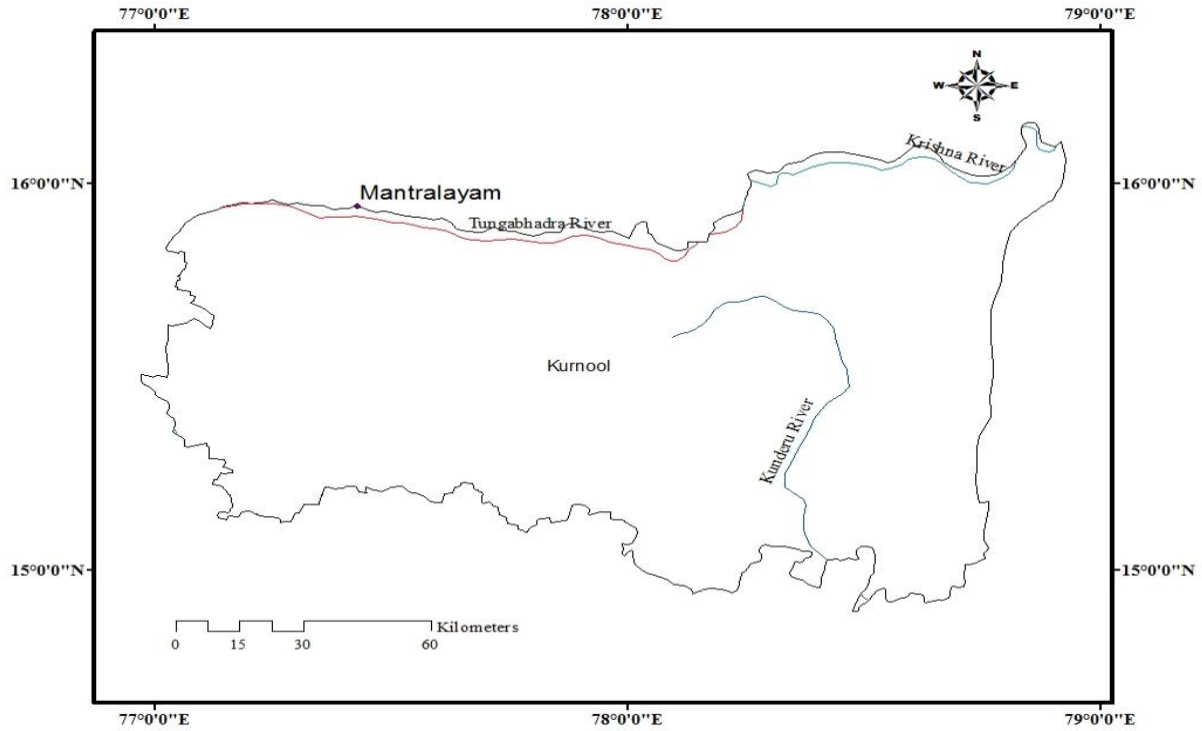 77°0'0"E 78°0'0"E 79°0'0"E
N
W E
S
Krishna River
16°0'0"N 16°0'0"N
Mantralayam
Tungabhadra River
Kurnool
Kunderu River
15°0'0"N 15°0'0"N
Kilometers
0 15 30 60
77°0'0"E 78°0'0"E 79°0'0"E